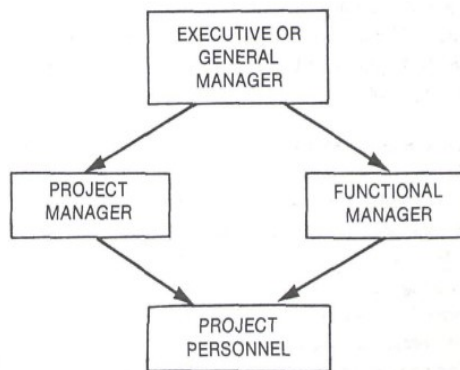 EXECUTIVE OR
GENERAL
MANAGER
PROJECT
MANAGER
FUNCTIONAL
MANAGER
PROJECT
PERSONNEL